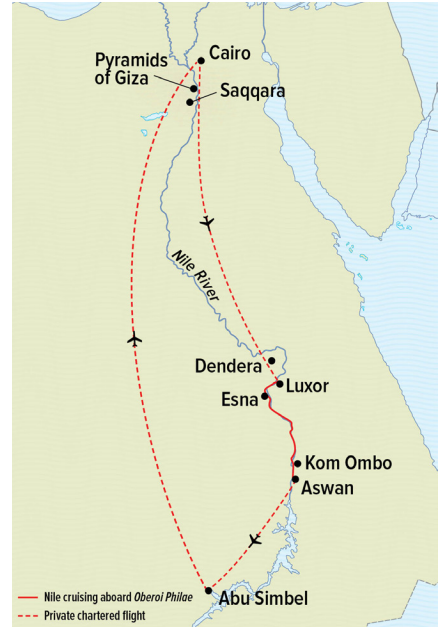 Cairo
Pyramids
of Giza
Saqqara
Nile River
Dendera
Luxor
Esna
Kom Ombo
Aswan
Abu Simbel
Nile cruising aboard Oberoi Philae
Private chartered flight